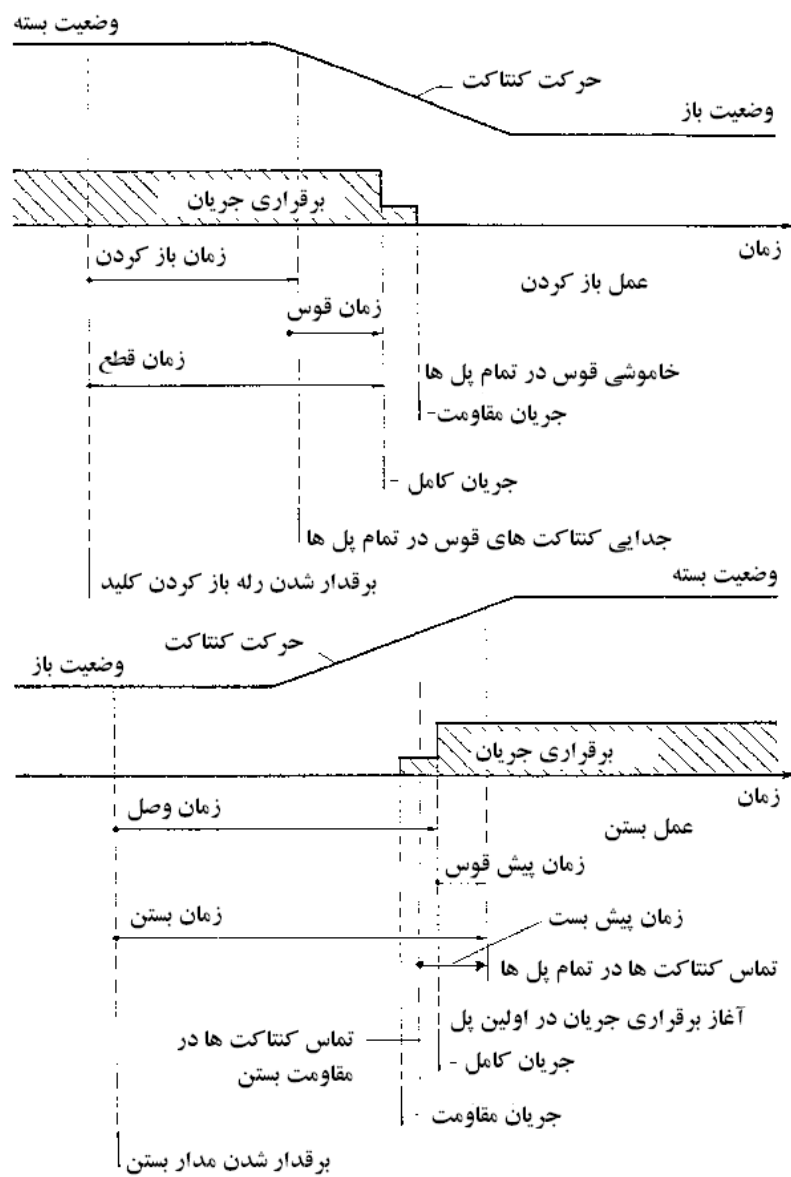 وضعیت بسته
حرکت کنتاکت
وضعیت باز
برقراری جریان
زمان
زمان باز کردن
عمل باز کردن
زمان قوس
زمان قطع
خاموشی قوس در تمام پل ها
جریان مقاومت
جریان کامل
جدایی کنتاکت های قوس در تمام پل ها
برقدار شدن رله باز کردن کلید
وضعیت بسته
حرکت کنتاکت
وضعیت باز
برقراری جریان
زمان
زمان وصل
عمل بستن
زمان پیش قوس
زمان بستن
زمان پیش بست
تماس کنتاکت ها در تمام پل ها
آغاز برقراری جریان در اولین پل
تماس کنتاکت ها در
مقاومت بستن
جریان کامل
جریان مقاومت
برقدار شدن مدار بستن